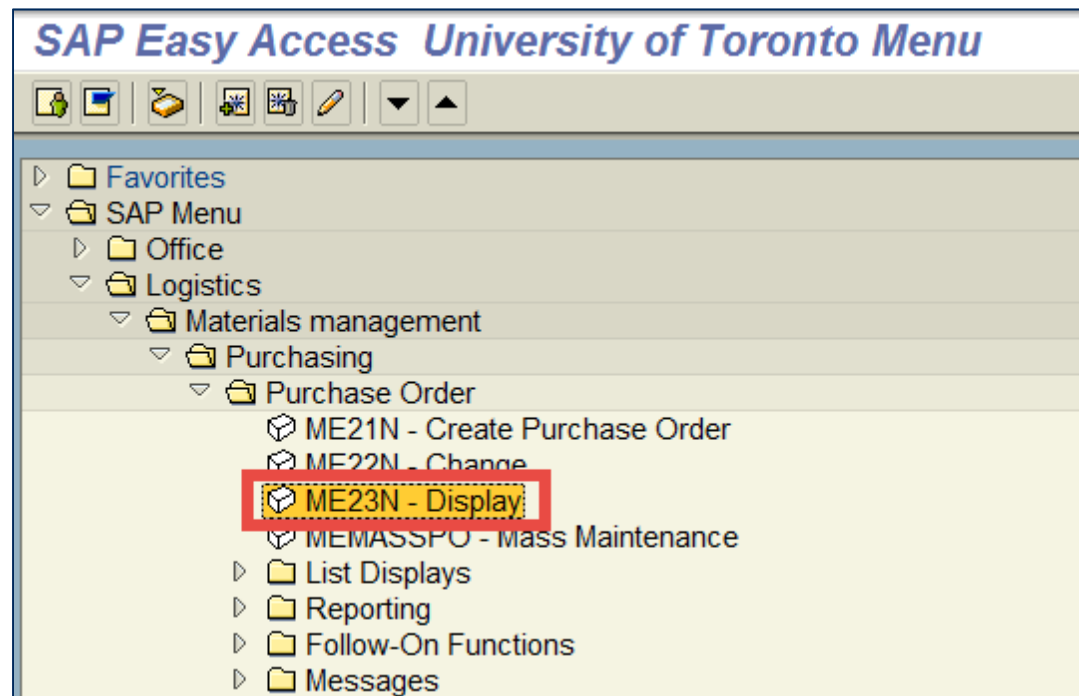 SAP Easy Access University of Toronto Menu
Favorites
SAP Menu
Office
Logistics
Materials management
Purchasing
Purchase Order
ME21N - Create Purchase Order
ME22N - Change
ME23N - Display
MEMASSPO - Mass Maintenance
List Displays
Reporting
Follow-On Functions
Messages